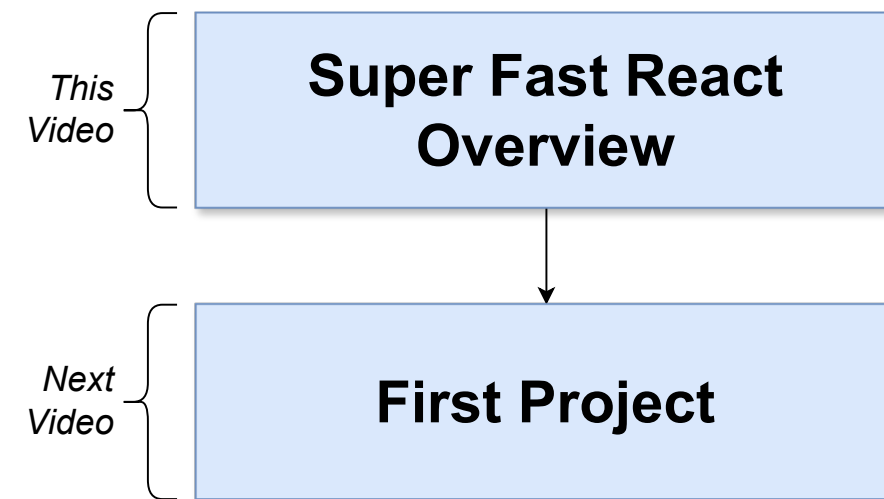 This
Video
Super Fast React
Overview
Next
Video
First Project